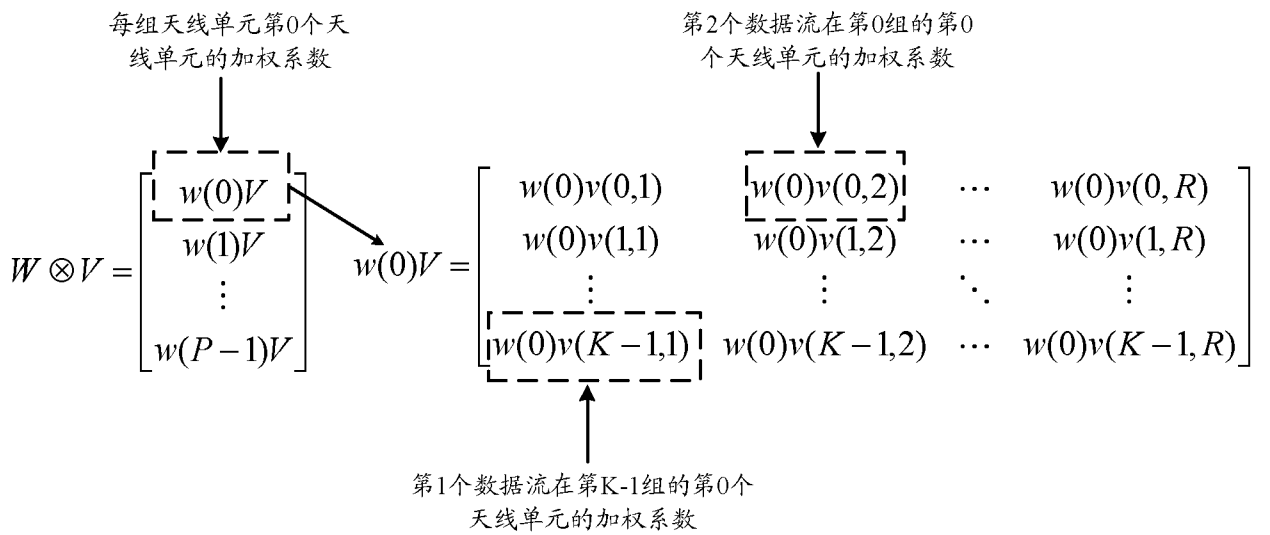 每组天线单元第0个天
线单元的加权系数
第2个数据流在第0组的第0
个天线单元的加权系数
W ⊗ V =
w(0)V
w(1)V
⋮
w(P−1)V
w(0)V =
w(0)v(0,1) w(0)v(0,2) ⋯ w(0)v(0,R)
w(0)v(1,1) w(0)v(1,2) ⋯ w(0)v(1,R)
⋮ ⋮ ⋱ ⋮
w(0)v(K−1,1) w(0)v(K−1,2) ⋯ w(0)v(K−1,R)
第1个数据流在第K-1组的第0个
天线单元的加权系数